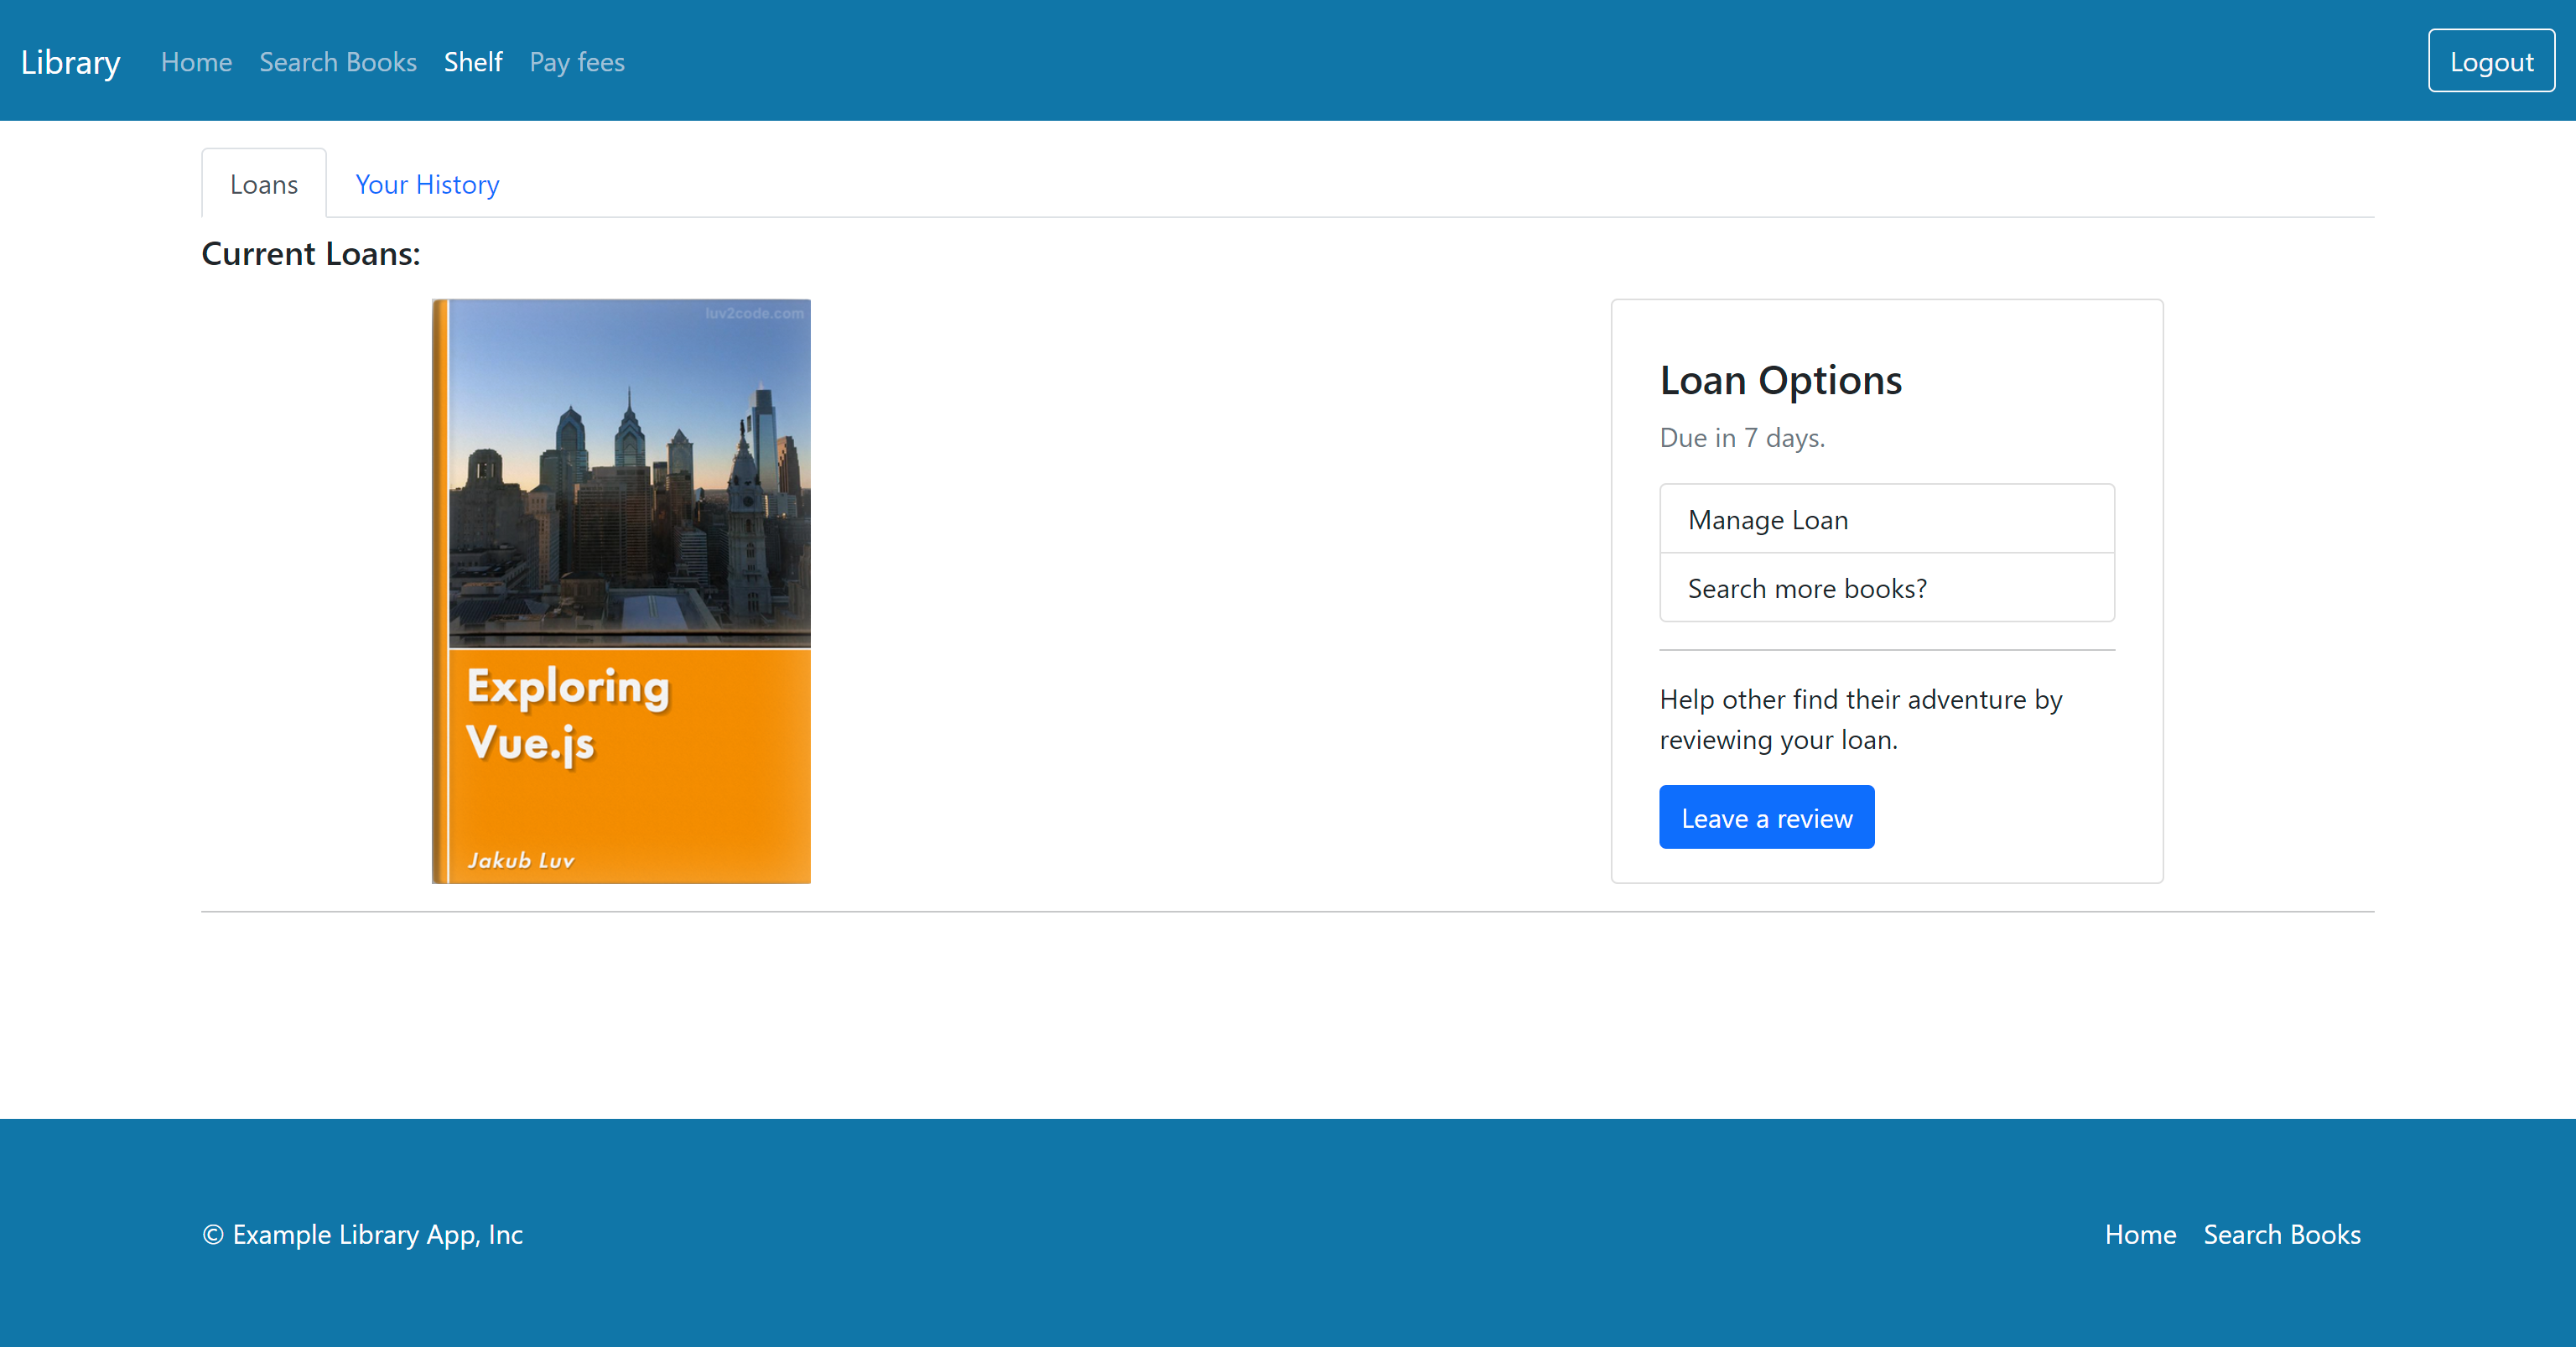 Library Home Search Books Shelf Pay fees Logout
Loans Your History
Current Loans:
luv2code.com
Exploring
Vue.js
Jakub Luv
Loan Options
Due in 7 days.
Manage Loan
Search more books?
Help other find their adventure by
reviewing your loan.
Leave a review
© Example Library App, Inc Home Search Books